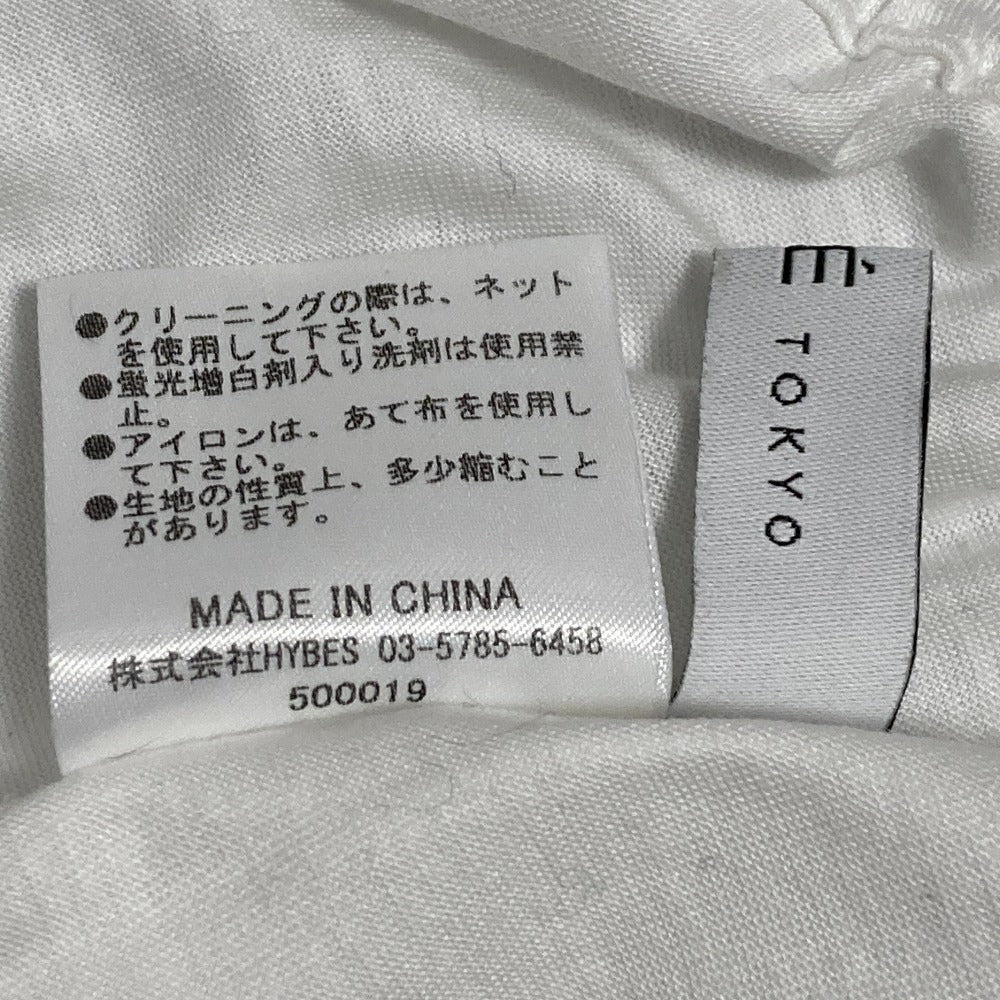 ●クリーニングの際は、ネット
を使用して下さい。
●蛍光増白剤入り洗剤は使用禁
止。
●アイロンは、あて布を使用し
て下さい。
●生地の性質上、多少縮むこと
があります。
MADE IN CHINA
株式会社HYBES 03-5785-6458
500019
É TOKYO